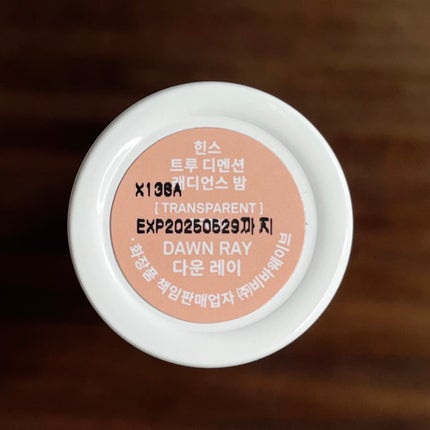 힌스
트루 디멘션
래디언스 밤
X138A
[ TRANSPARENT ]
EXP20250529까지
DAWN RAY
다운 레이
· 화장품 책임판매업자 ㈜비바웨이브